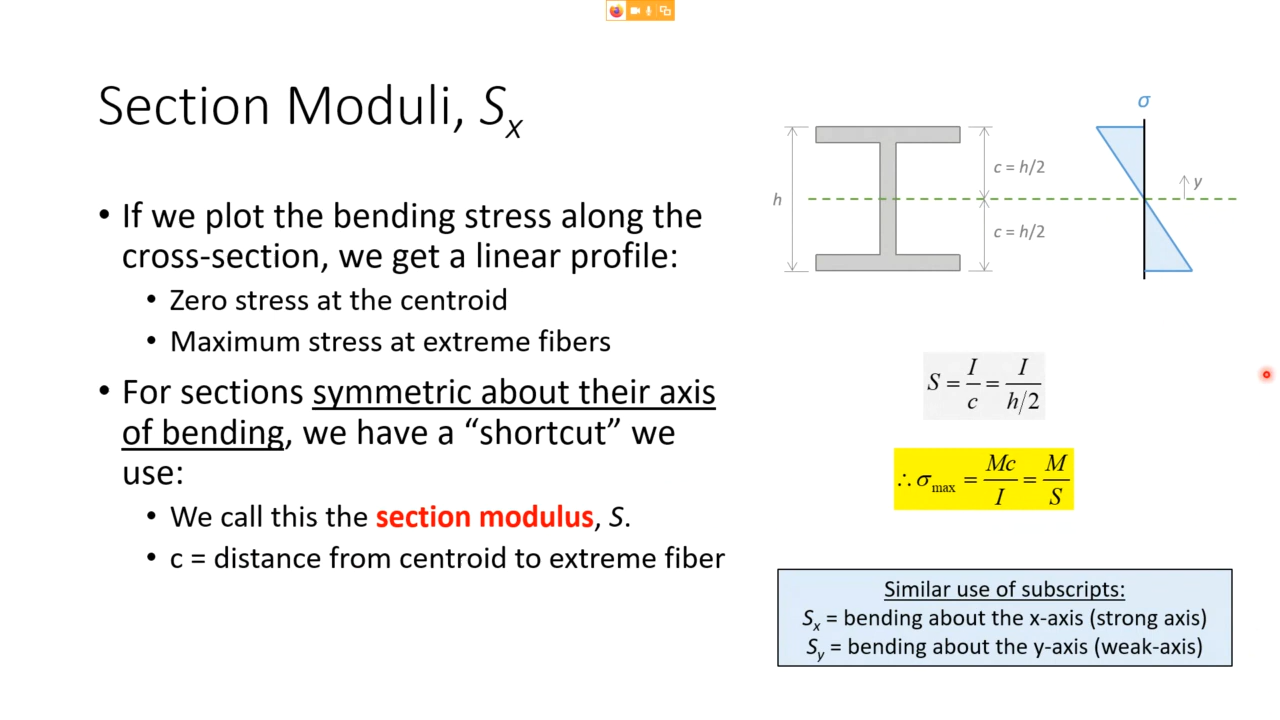 Section Moduli, Sx
• If we plot the bending stress along the
cross-section, we get a linear profile:
• Zero stress at the centroid
• Maximum stress at extreme fibers
• For sections symmetric about their axis
of bending, we have a “shortcut” we
use:
• We call this the section modulus, S.
• c = distance from centroid to extreme fiber
h
c = h/2
c = h/2
σ
y
S = I/c = I/(h/2)
∴ σmax = Mc/I = M/S
Similar use of subscripts:
Sx = bending about the x-axis (strong axis)
Sy = bending about the y-axis (weak-axis)